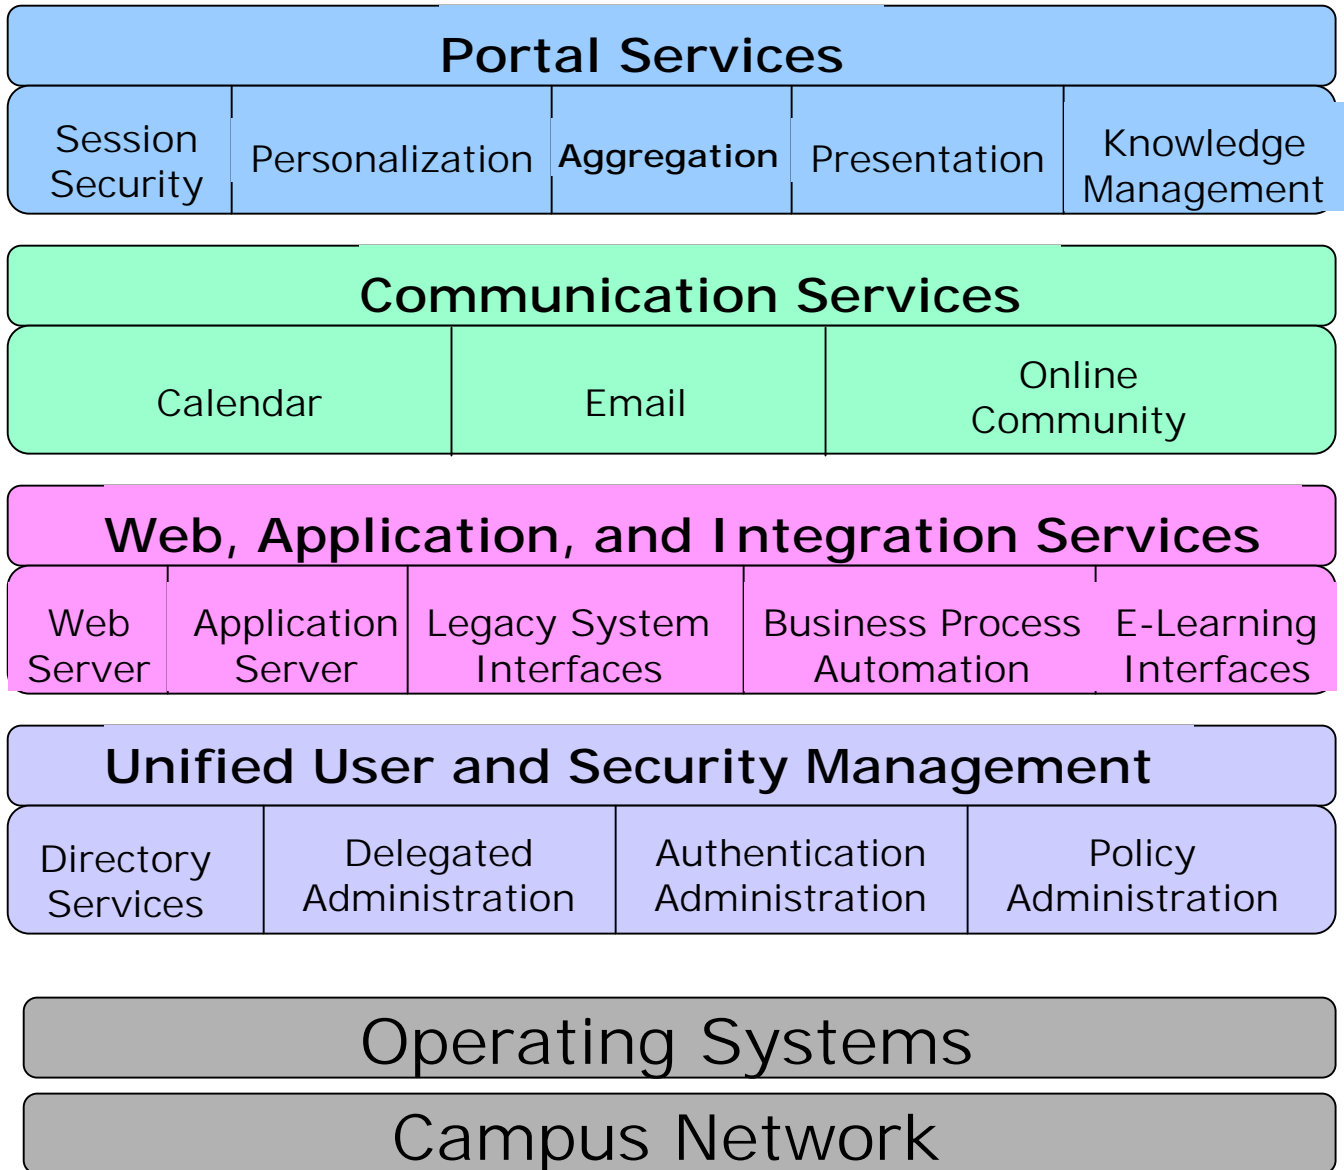 Portal Services
Session
Security
Personalization
Aggregation
Presentation
Knowledge
Management
Communication Services
Calendar
Email
Online
Community
Web, Application, and Integration Services
Web
Server
Application
Server
Legacy System
Interfaces
Business Process
Automation
E-Learning
Interfaces
Unified User and Security Management
Directory
Services
Delegated
Administration
Authentication
Administration
Policy
Administration
Operating Systems
Campus Network